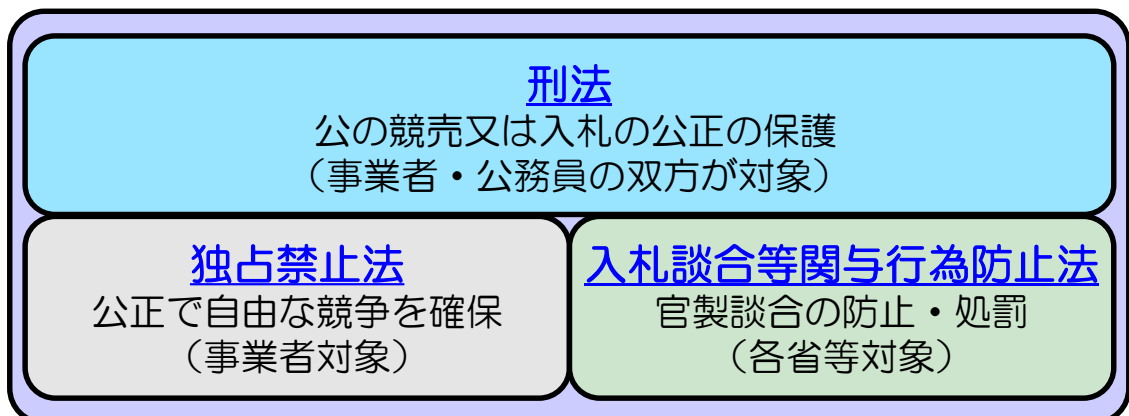 刑法
公の競売又は入札の公正の保護
（事業者・公務員の双方が対象）
独占禁止法
公正で自由な競争を確保
（事業者対象）
入札談合等関与行為防止法
官製談合の防止・処罰
（各省等対象）